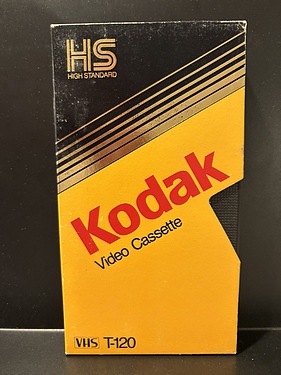 HS
HIGH STANDARD
Kodak
Video Cassette
VHS T-120